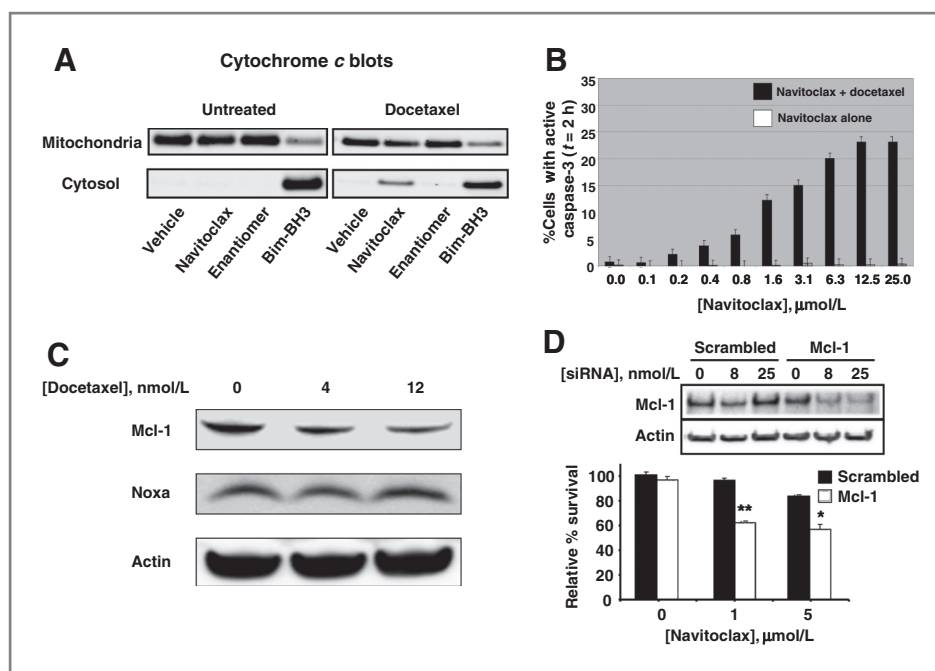 A
Cytochrome c blots
Untreated
Docetaxel
Mitochondria
Cytosol
Vehicle
Navitoclax
Enantiomer
Bim-BH3
Vehicle
Navitoclax
Enantiomer
Bim-BH3
B
%Cells with active
caspase-3 (t = 2 h)
35
30
25
20
15
10
5
0
Navitoclax + docetaxel
Navitoclax alone
0.0 0.1 0.2 0.4 0.8 1.6 3.1 6.3 12.5 25.0
[Navitoclax], µmol/L
C
[Docetaxel], nmol/L 0 4 12
Mcl-1
Noxa
Actin
D
Scrambled Mcl-1
[siRNA], nmol/L 0 8 25 0 8 25
Mcl-1
Actin
Relative % survival
100
80
60
40
20
0
Scrambled
Mcl-1
**
*
0 1 5
[Navitoclax], µmol/L